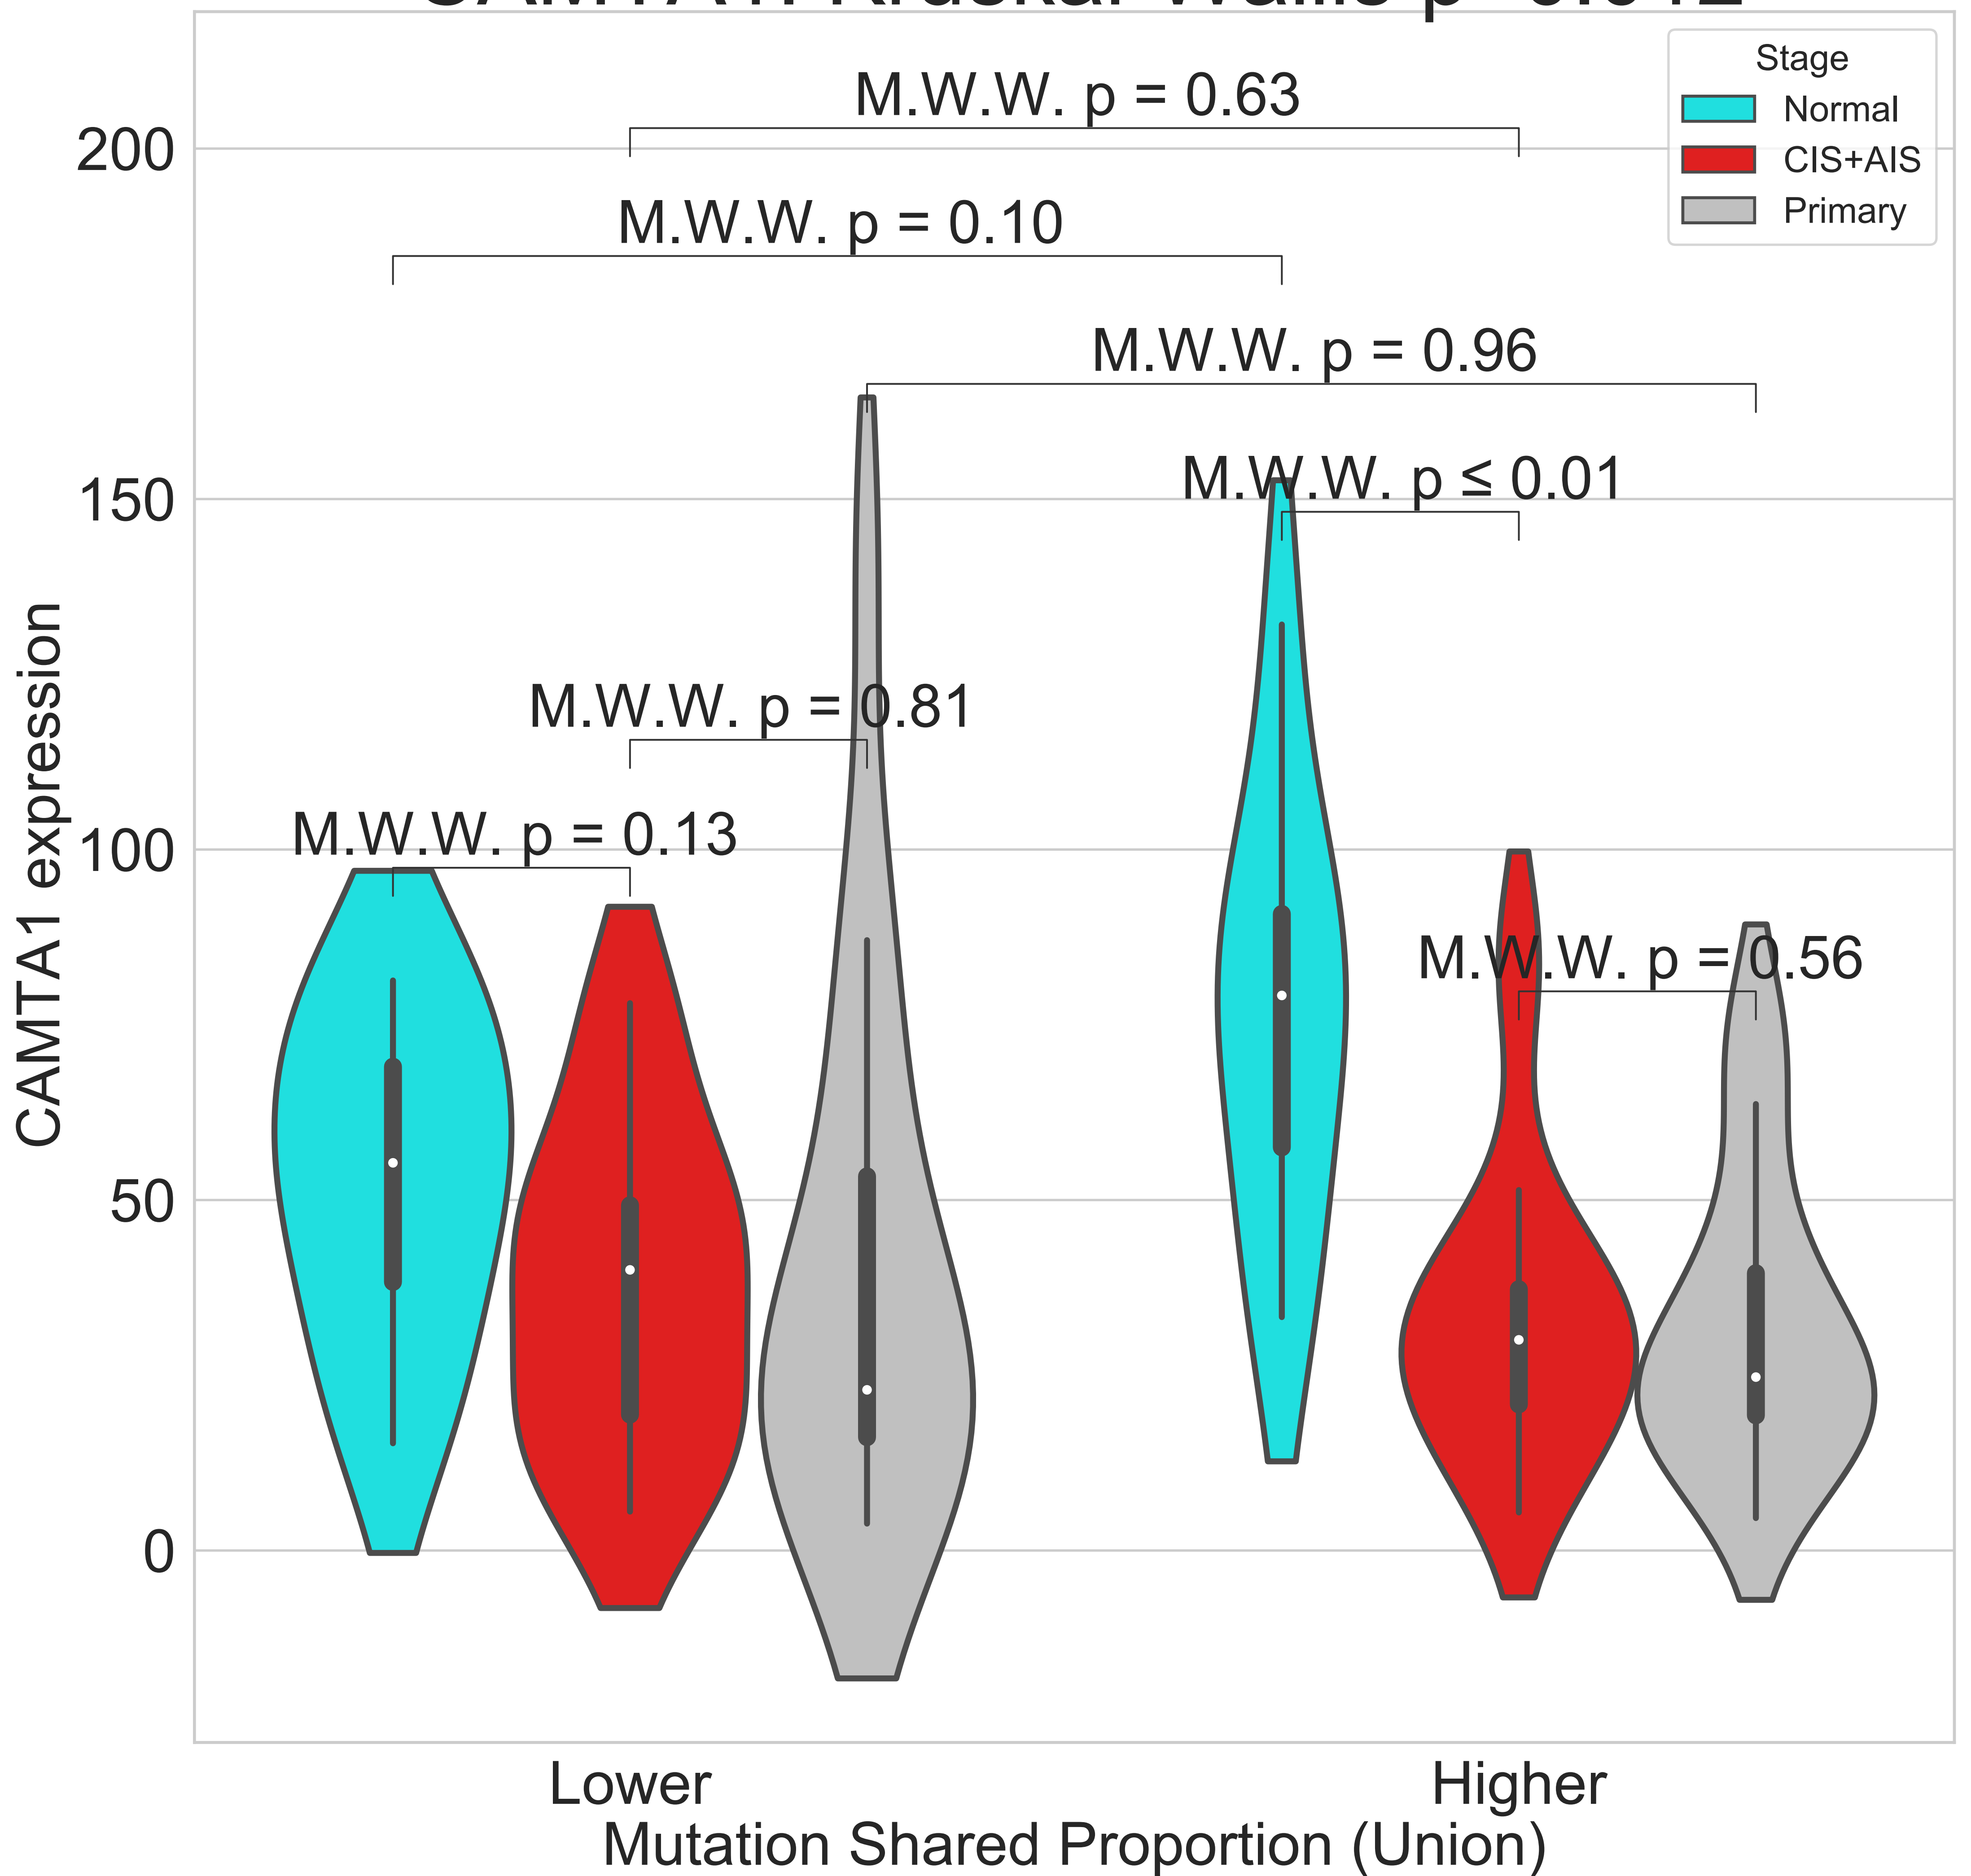 Stage
Normal
CIS+AIS
Primary
M.W.W. p = 0.63
M.W.W. p = 0.10
M.W.W. p = 0.96
M.W.W. p ≤ 0.01
M.W.W. p = 0.81
M.W.W. p = 0.13
M.W.W. p = 0.56
200
150
100
50
0
CAMTA1 expression
Lower
Higher
Mutation Shared Proportion (Union)